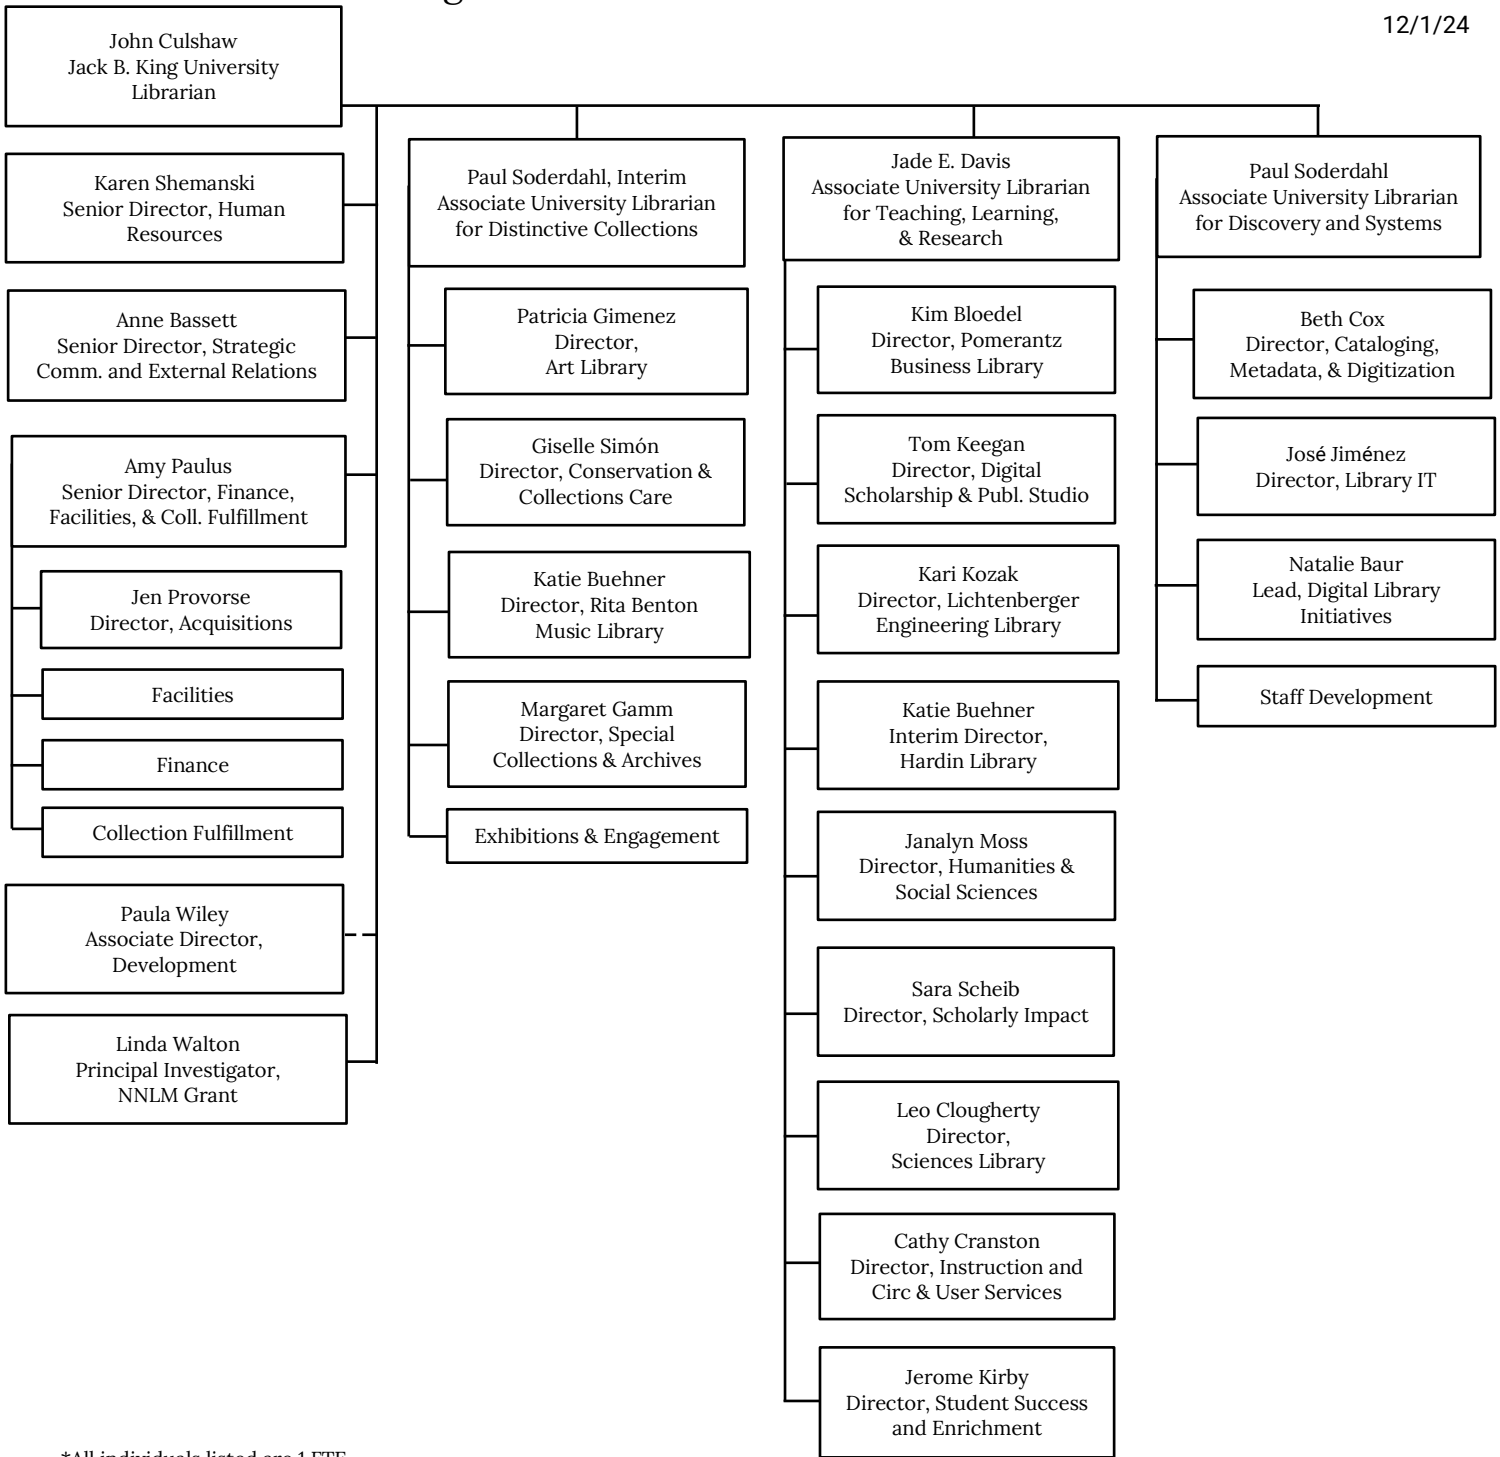 12/1/24
John Culshaw
Jack B. King University
Librarian
Karen Shemanski
Senior Director, Human
Resources
Anne Bassett
Senior Director, Strategic
Comm. and External Relations
Amy Paulus
Senior Director, Finance,
Facilities, & Coll. Fulfillment
Jen Provorse
Director, Acquisitions
Facilities
Finance
Collection Fulfillment
Paula Wiley
Associate Director,
Development
Linda Walton
Principal Investigator,
NNLM Grant
Paul Soderdahl, Interim
Associate University Librarian
for Distinctive Collections
Patricia Gimenez
Director,
Art Library
Giselle Simón
Director, Conservation &
Collections Care
Katie Buehner
Director, Rita Benton
Music Library
Margaret Gamm
Director, Special
Collections & Archives
Exhibitions & Engagement
Jade E. Davis
Associate University Librarian
for Teaching, Learning,
& Research
Kim Bloedel
Director, Pomerantz
Business Library
Tom Keegan
Director, Digital
Scholarship & Publ. Studio
Kari Kozak
Director, Lichtenberger
Engineering Library
Katie Buehner
Interim Director,
Hardin Library
Janalyn Moss
Director, Humanities &
Social Sciences
Sara Scheib
Director, Scholarly Impact
Leo Clougherty
Director,
Sciences Library
Cathy Cranston
Director, Instruction and
Circ & User Services
Jerome Kirby
Director, Student Success
and Enrichment
Paul Soderdahl
Associate University Librarian
for Discovery and Systems
Beth Cox
Director, Cataloging,
Metadata, & Digitization
José Jiménez
Director, Library IT
Natalie Baur
Lead, Digital Library
Initiatives
Staff Development
*All individuals listed are 1 FTE